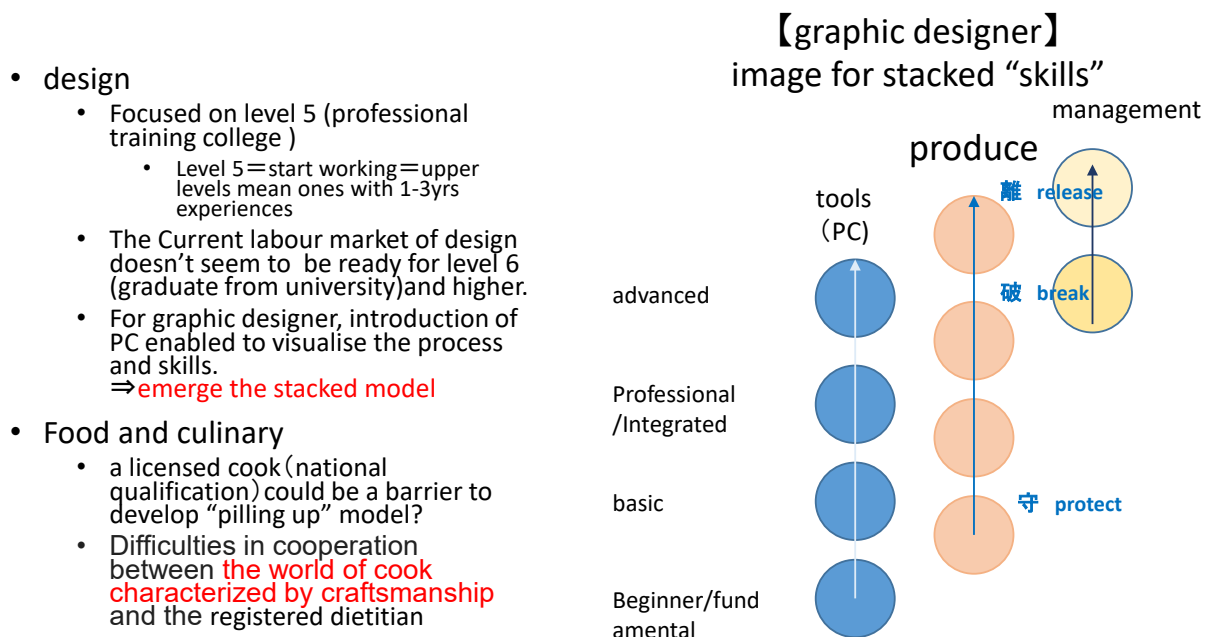 • design
• Focused on level 5 (professional
training college )
• Level 5＝start working＝upper
levels mean ones with 1-3yrs
experiences
• The Current labour market of design
doesn't seem to  be ready for level 6
(graduate from university)and higher.
• For graphic designer, introduction of
PC enabled to visualise the process
and skills.
⇒emerge the stacked model
• Food and culinary
• a licensed cook（national
qualification）could be a barrier to
develop “pilling up” model?
• Difficulties in cooperation
between the world of cook
characterized by craftsmanship
and the registered dietitian
【graphic designer】
image for stacked “skills”
management
produce
tools
（PC)
離 release
破 break
守 protect
advanced
Professional
/Integrated
basic
Beginner/fund
amental